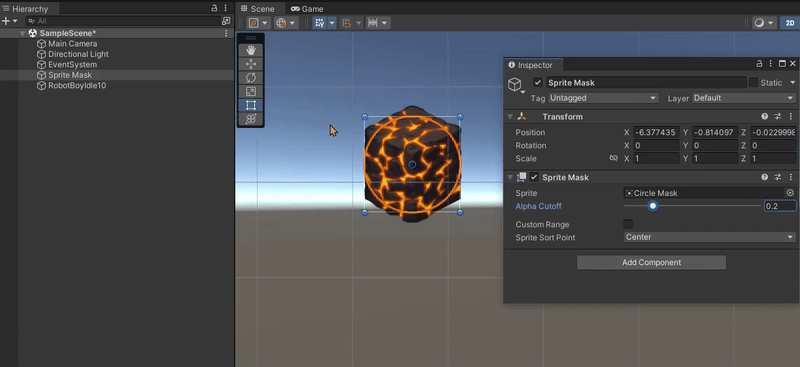 Hierarchy
All
SampleScene*
Main Camera
Directional Light
EventSystem
Sprite Mask
RobotBoyIdle10
Scene
Game
2D
Inspector
Sprite Mask
Static
Tag Untagged Layer Default
Transform
Position X -6.377435 Y -0.814097 Z -0.0229998
Rotation X 0 Y 0 Z 0
Scale X 1 Y 1 Z 1
Sprite Mask
Sprite Circle Mask
Alpha Cutoff 0.2
Custom Range
Sprite Sort Point Center
Add Component